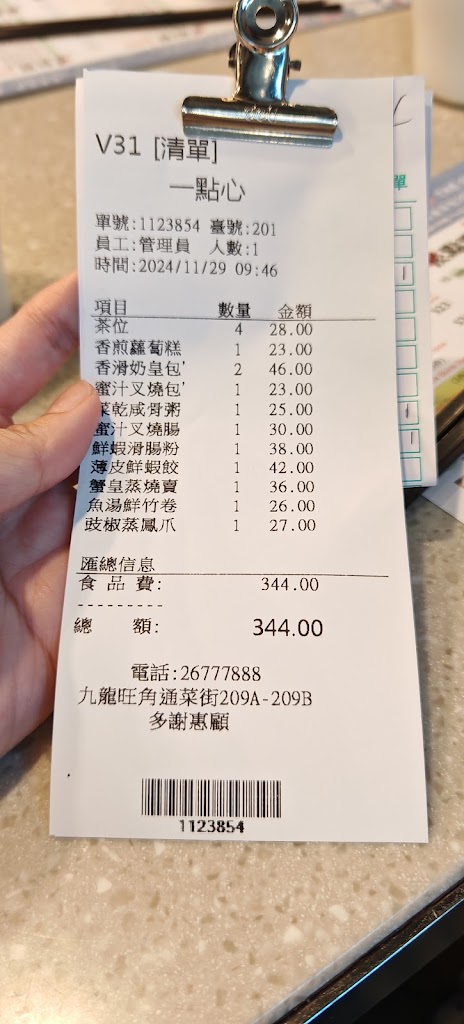 V31 [清單]
一點心
單號:1123854 臺號:201
員工:管理員 人數:1
時間:2024/11/29 09:46
項目 數量 金額
茶位 4 28.00
香煎蘿蔔糕 1 23.00
香滑奶皇包' 2 46.00
蜜汁叉燒包' 1 23.00
菜乾咸骨粥 1 25.00
蜜汁叉燒腸 1 30.00
鮮蝦滑腸粉 1 38.00
薄皮鮮蝦餃 1 42.00
蟹皇蒸燒賣 1 36.00
魚湯鮮竹卷 1 26.00
豉椒蒸鳳爪 1 27.00
匯總信息
食品費: 344.00
---------
總額: 344.00
電話:26777888
九龍旺角通菜街209A-209B
多謝惠顧
1123854
單